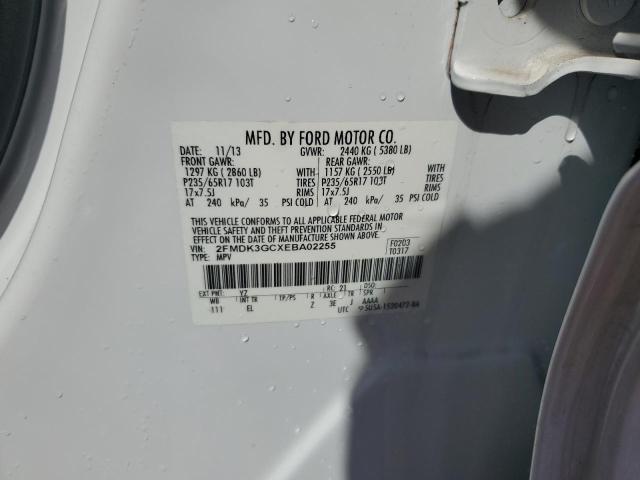 MFD. BY FORD MOTOR CO.
DATE: 11/13 GVWR: 2440 KG ( 5380 LB)
FRONT GAWR: REAR GAWR:
1297 KG ( 2860 LB) WITH 1157 KG ( 2550 LB) WITH
P235/65R17 103T TIRES P235/65R17 103T TIRES
17x7.5J RIMS 17x7.5J RIMS
AT 240 kPa/ 35 PSI COLD AT 240 kPa/ 35 PSI COLD
THIS VEHICLE CONFORMS TO ALL APPLICABLE FEDERAL MOTOR
VEHICLE SAFETY AND THEFT PREVENTION STANDARDS IN
EFFECT ON THE DATE OF MANUFACTURE SHOWN ABOVE.
VIN: 2FMDK3GCXEBA02255 F0203
TYPE: MPV T0317
EXT PNT: YZ RC: 21 DSO:
WB INT TR TP/PS R AXLE TR SPR
111 EL 2 3E J AAAA
UTC